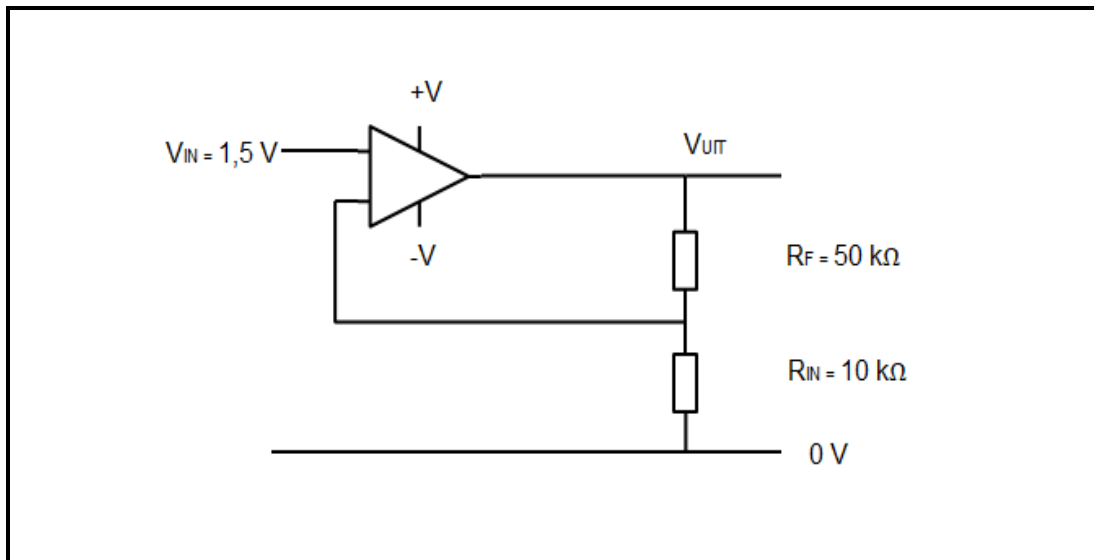 +V
VIN = 1,5 V
VUIT
-V
RF = 50 kΩ
RIN = 10 kΩ
0 V